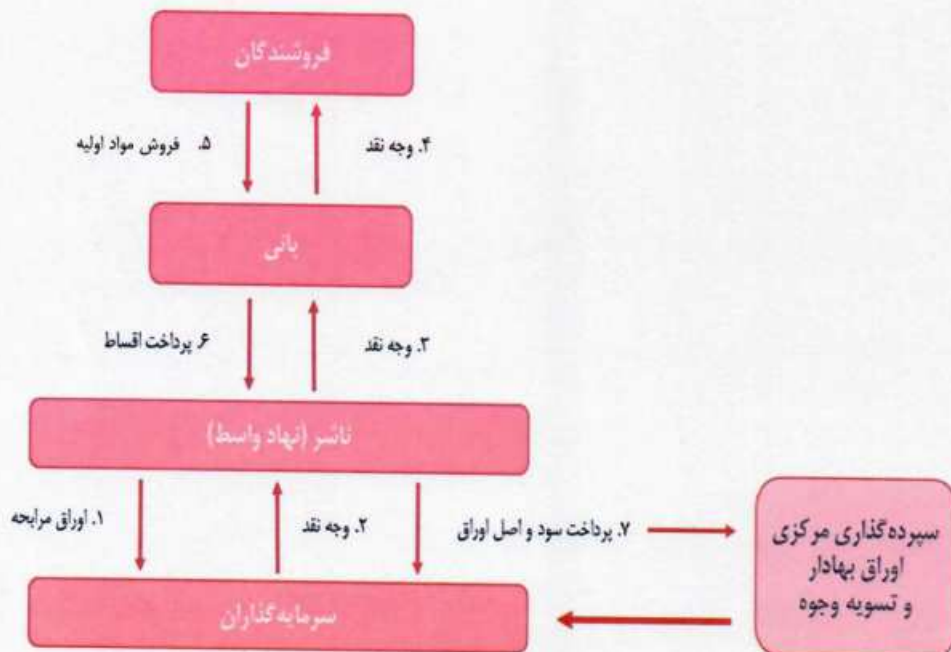 فروشندگان
۵. فروش مواد اولیه
۴. وجه نقد
بانی
۶. پرداخت اقساط
۳. وجه نقد
ناشر (نهاد واسط)
۱. اوراق مرابحه
۲. وجه نقد
۷. پرداخت سود و اصل اوراق
سپرده‌گذاری مرکزی
اوراق بهادار
و تسویه وجوه
سرمایه‌گذاران